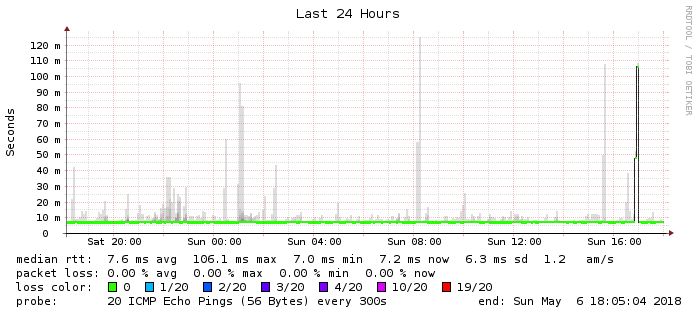 Last 24 Hours
RRDTOOL / TOBI OETIKER
Seconds
120 m
110 m
100 m
90 m
80 m
70 m
60 m
50 m
40 m
30 m
20 m
10 m
0
Sat 20:00 Sun 00:00 Sun 04:00 Sun 08:00 Sun 12:00 Sun 16:00
median rtt: 7.6 ms avg 106.1 ms max 7.0 ms min 7.2 ms now 6.3 ms sd 1.2 am/s
packet loss: 0.00 % avg 0.00 % max 0.00 % min 0.00 % now
loss color: 0 1/20 2/20 3/20 4/20 10/20 19/20
probe: 20 ICMP Echo Pings (56 Bytes) every 300s end: Sun May 6 18:05:04 2018